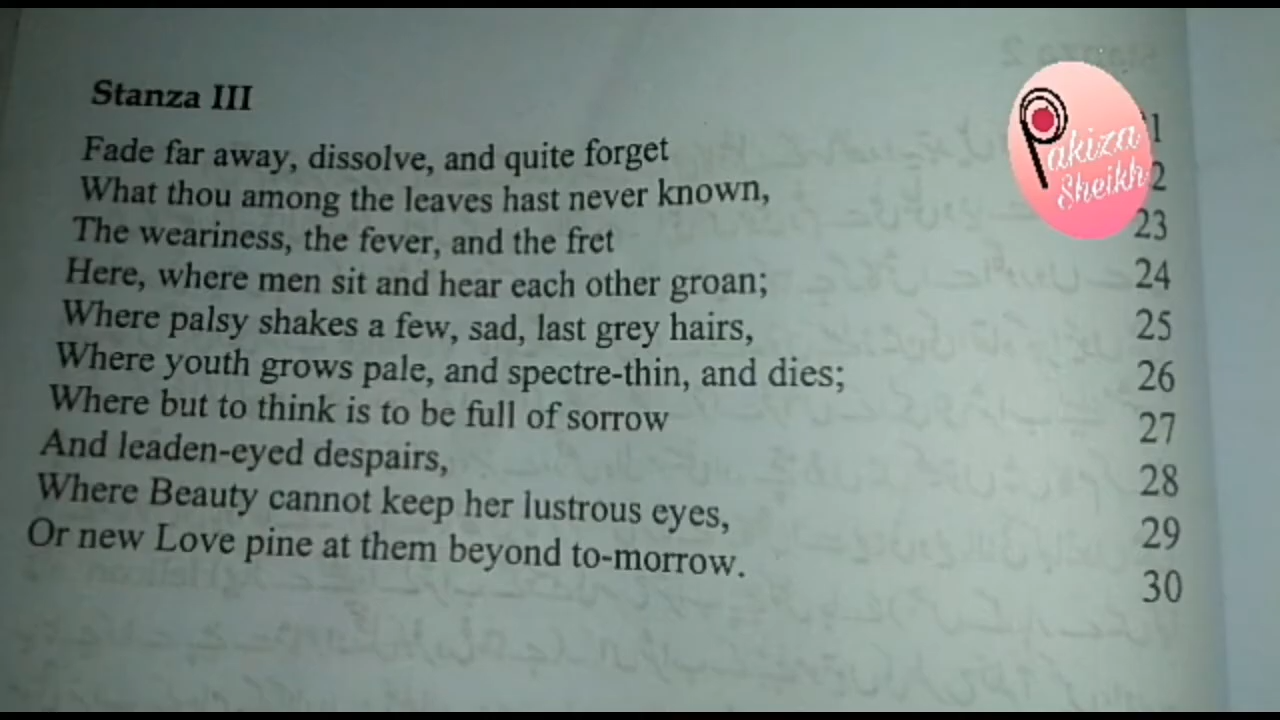 Stanza III
Fade far away, dissolve, and quite forget
What thou among the leaves hast never known,
The weariness, the fever, and the fret 23
Here, where men sit and hear each other groan; 24
Where palsy shakes a few, sad, last grey hairs, 25
Where youth grows pale, and spectre-thin, and dies; 26
Where but to think is to be full of sorrow 27
And leaden-eyed despairs, 28
Where Beauty cannot keep her lustrous eyes, 29
Or new Love pine at them beyond to-morrow. 30
Pakiza
Sheikh